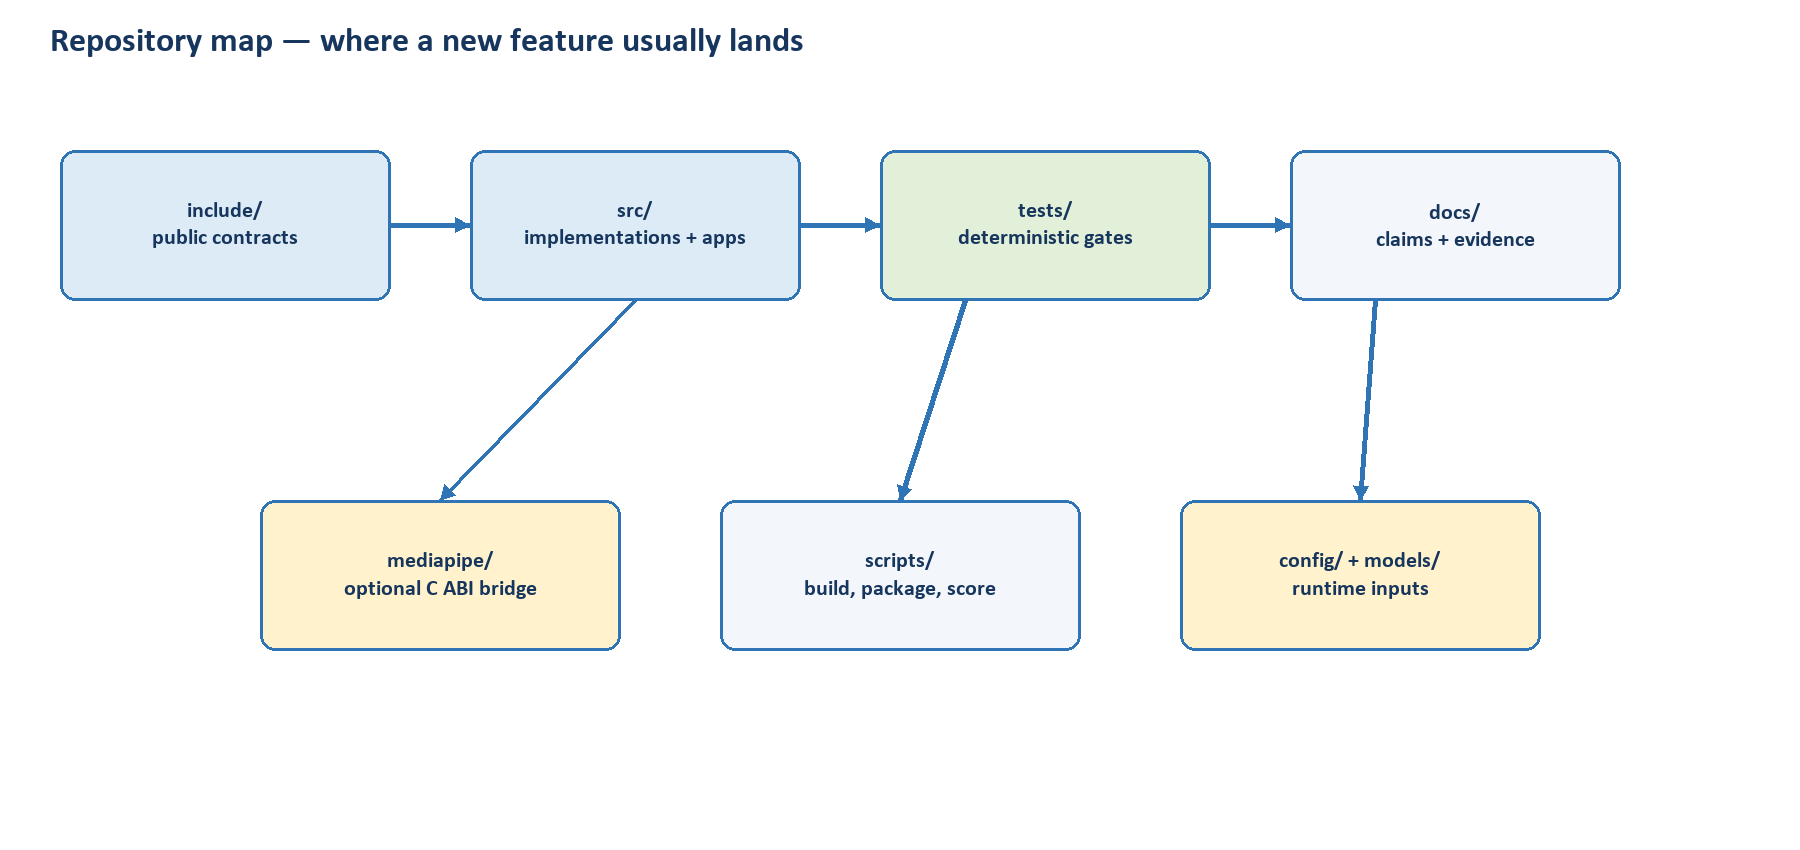 Repository map — where a new feature usually lands
include/
public contracts
src/
implementations + apps
tests/
deterministic gates
docs/
claims + evidence
mediapipe/
optional C ABI bridge
scripts/
build, package, score
config/ + models/
runtime inputs